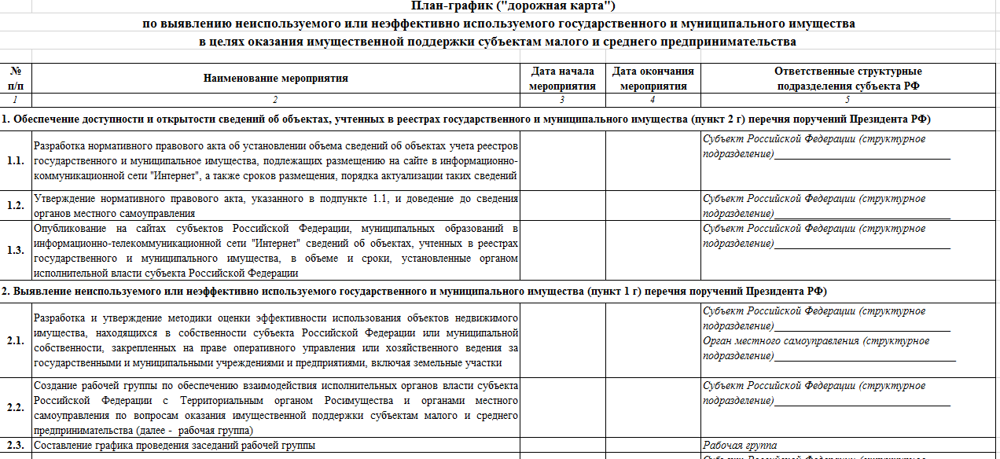 План-график ("дорожная карта")
по выявлению неиспользуемого или неэффективно используемого государственного и муниципального имущества
в целях оказания имущественной поддержки субъектам малого и среднего предпринимательства
№
п/п
Наименование мероприятия
Дата начала
мероприятия
Дата окончания
мероприятия
Ответственные структурные
подразделения субъекта РФ
1
2
3
4
5
1. Обеспечение доступности и открытости сведений об объектах, учтенных в реестрах государственного и муниципального имущества (пункт 2 г) перечня поручений Президента РФ)
1.1.
Разработка нормативного правового акта об установлении объема сведений об объектах учета реестров
государственного и муниципальное имущества, подлежащих размещению на сайте в информационно-
коммуникационной сети "Интернет", а также сроков размещения, порядка актуализации таких сведений
Субъект Российской Федерации (структурное
подразделение)________________________________
1.2.
Утверждение нормативного правового акта, указанного в подпункте 1.1, и доведение до сведения
органов местного самоуправления
Субъект Российской Федерации (структурное
подразделение)________________________________
1.3.
Опубликование на сайтах субъектов Российской Федерации, муниципальных образований в
информационно-телекоммуникационной сети "Интернет" сведений об объектах, учтенных в реестрах
государственного и муниципального имущества, в объеме и сроки, установленные органом
исполнительной власти субъекта Российской Федерации
Субъект Российской Федерации (структурное
подразделение)________________________________
2. Выявление неиспользуемого или неэффективно используемого государственного и муниципального имущества (пункт 1 г) перечня поручений Президента РФ)
2.1.
Разработка и утверждение методики оценки эффективности использования объектов недвижимого
имущества, находящихся в собственности субъекта Российской Федерации или муниципальной
собственности, закрепленных на праве оперативного управления или хозяйственного ведения за
государственными и муниципальными учреждениями и предприятиями, включая земельные участки
Субъект Российской Федерации (структурное
подразделение)________________________________
Орган местного самоуправления (структурное
подразделение)_________________________________
2.2.
Создание рабочей группы по обеспечению взаимодействия исполнительных органов власти субъекта
Российской Федерации с Территориальным органом Росимущества и органами местного
самоуправления по вопросам оказания имущественной поддержки субъектам малого и среднего
предпринимательства (далее - рабочая группа)
Субъект Российской Федерации (структурное
подразделение)________________________________
2.3.
Составление графика проведения заседаний рабочей группы
Рабочая группа